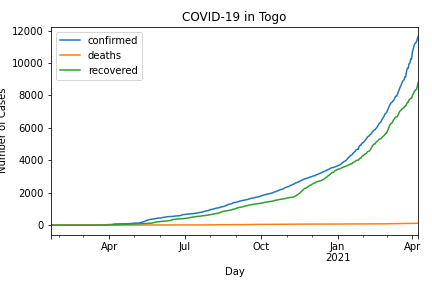 COVID-19 in Togo
confirmed
deaths
recovered
12000
10000
8000
6000
4000
2000
0
Number of Cases
Apr
Jul
Oct
Jan
2021
Apr
Day